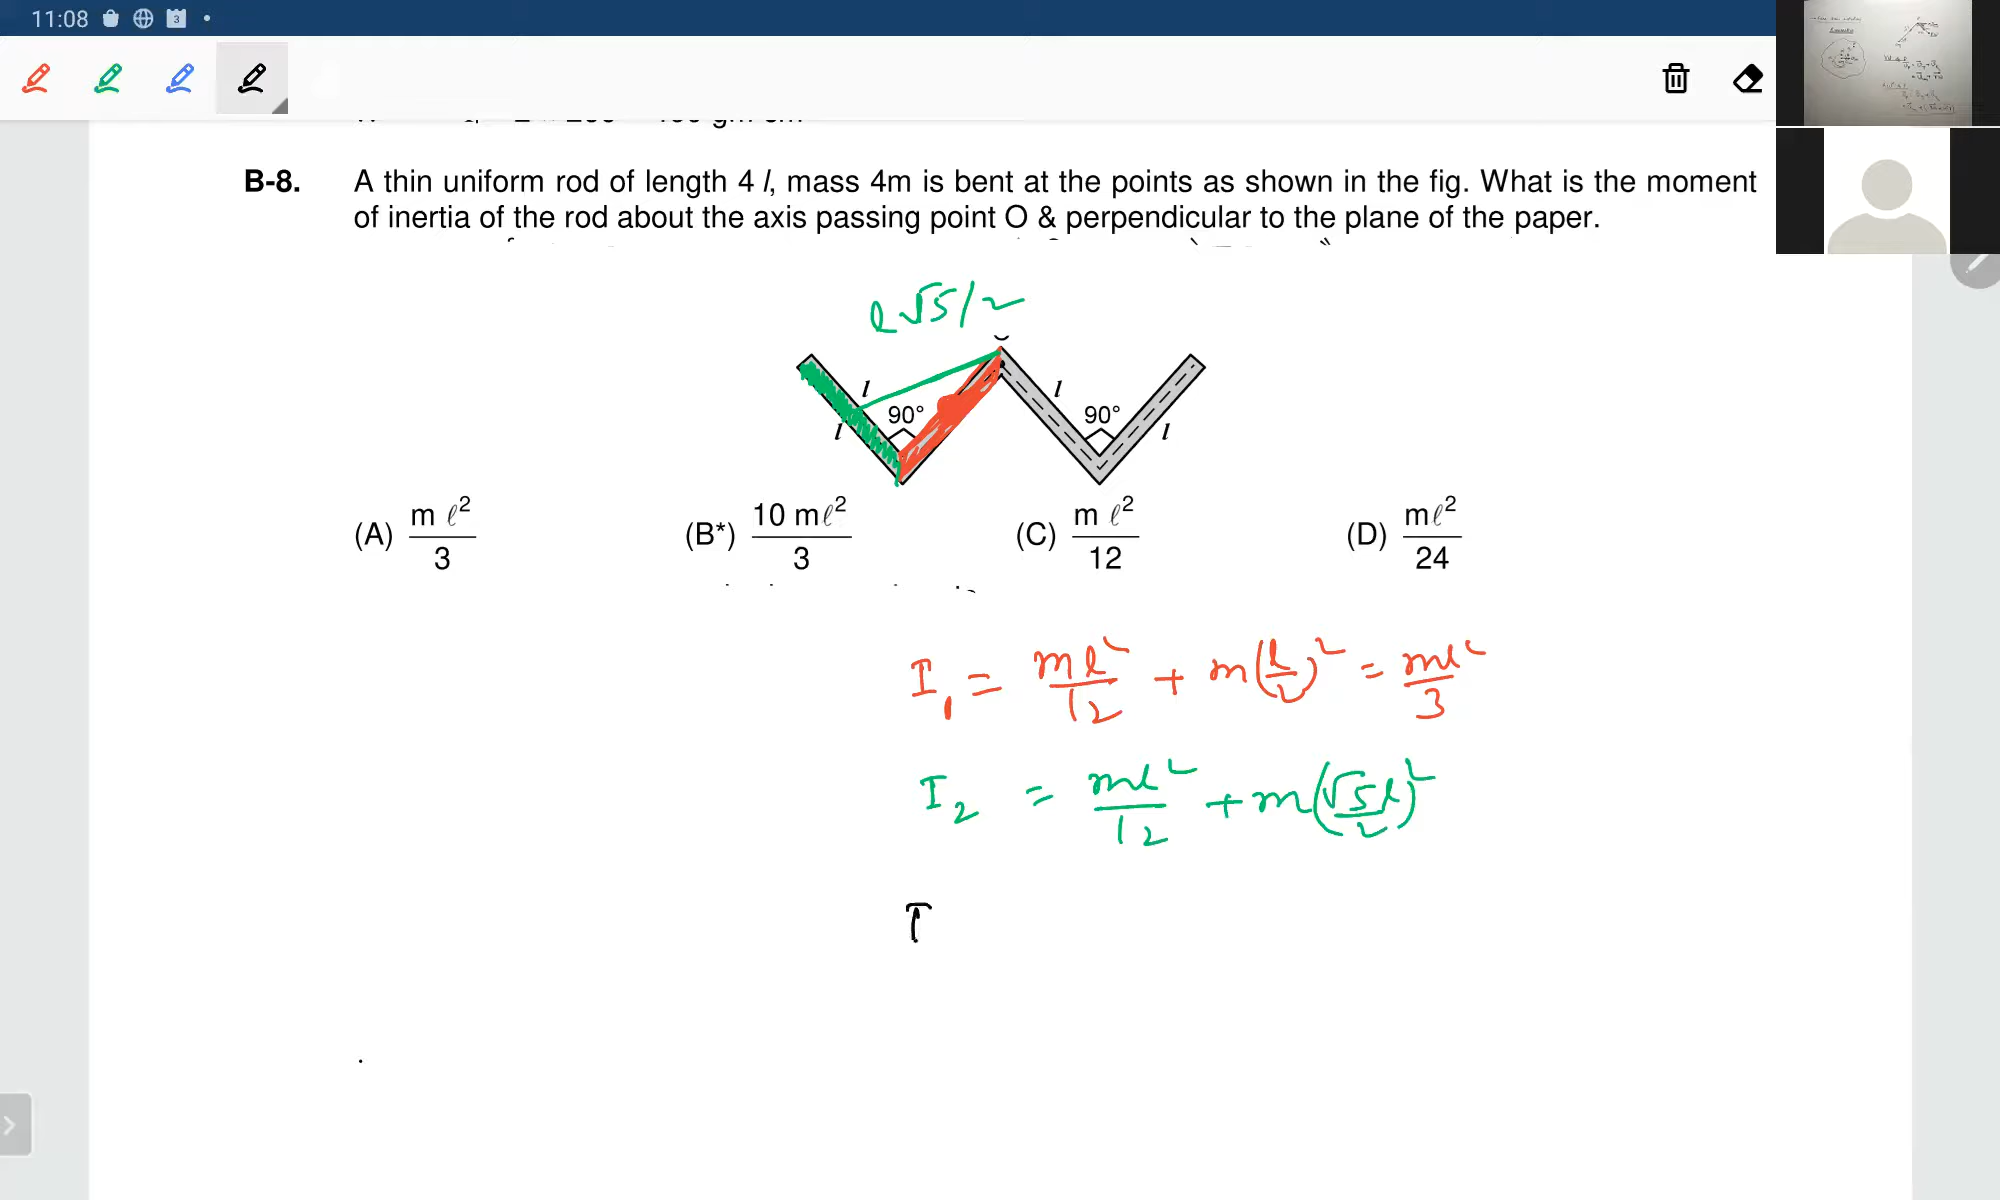 11:08
3
B-8. A thin uniform rod of length 4 l, mass 4m is bent at the points as shown in the fig. What is the moment
of inertia of the rod about the axis passing point O & perpendicular to the plane of the paper.
l√5/2
l 90° l
l 90° l
(A) m ℓ²/3 (B*) 10 mℓ²/3 (C) m ℓ²/12 (D) mℓ²/24
I₁ = ml²/12 + m(l/2)² = ml²/3
I₂ = ml²/12 + m(√5l/2)²
I